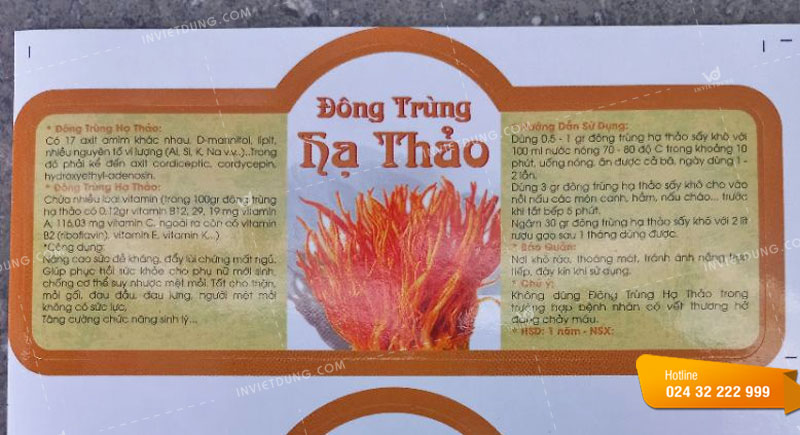 Đông Trùng
Hạ Thảo
* Đông Trùng Hạ Thảo:
Có 17 axit amim khác nhau, D-mannitol, lipit,
nhiều nguyên tố vi lượng (Al, Si, K, Na v.v.)..Trong
đó phải kể đến axit cordiceptic, cordycepin,
hydroxyethyl-adenosin.
* Đông Trùng Hạ Thảo:
Chứa nhiều loại vitamin (trong 100gr đông trùng
hạ thảo có 0.12gr vitamin B12, 29, 19 mg vitamin
A, 116,03 mg vitamin C, ngoài ra còn có vitamin
B2 (riboflavin), vitamin E, vitamin K...)
*Công dụng:
Nâng cao sức đề kháng, đẩy lùi chứng mất ngủ,
Giúp phục hồi sức khỏe cho phụ nữ mới sinh,
chống cơ thể suy nhược mệt mỏi. Tốt cho thận,
mỏi gối, đau đầu, đau lưng, người mệt mỏi
không có sức lực,
Tăng cường chức năng sinh lý...
* Hướng Dẫn Sử Dụng:
Dùng 0.5 - 1 gr đông trùng hạ thảo sấy khô với
100 ml nước nóng 70 - 80 độ C trong khoảng 10
phút, uống nóng, ăn được cả bã, ngày dùng 1 -
2 lần.
Dùng 3 gr đông trùng hạ thảo sấy khô cho vào
nồi nấu các món canh, hầm, nấu cháo... trước
khi tắt bếp 5 phút.
Ngâm 30 gr đông trùng hạ thảo sấy khô với 2 lít
rượu gạo sau 1 tháng dùng được.
* Bảo Quản:
Nơi khô ráo, thoáng mát, tránh ánh nắng trực
tiếp, đậy kín khi sử dụng.
* Chú ý:
Không dùng Đông Trùng Hạ Thảo trong
trường hợp bệnh nhân có vết thương hở
đang chảy máu.
* HSD: 1 năm - NSX:
INVIETDUNG.COM
INVIETDUNG.COM
INVIETDUNG.COM
INVIETDUNG.COM
Hotline
024 32 222 999